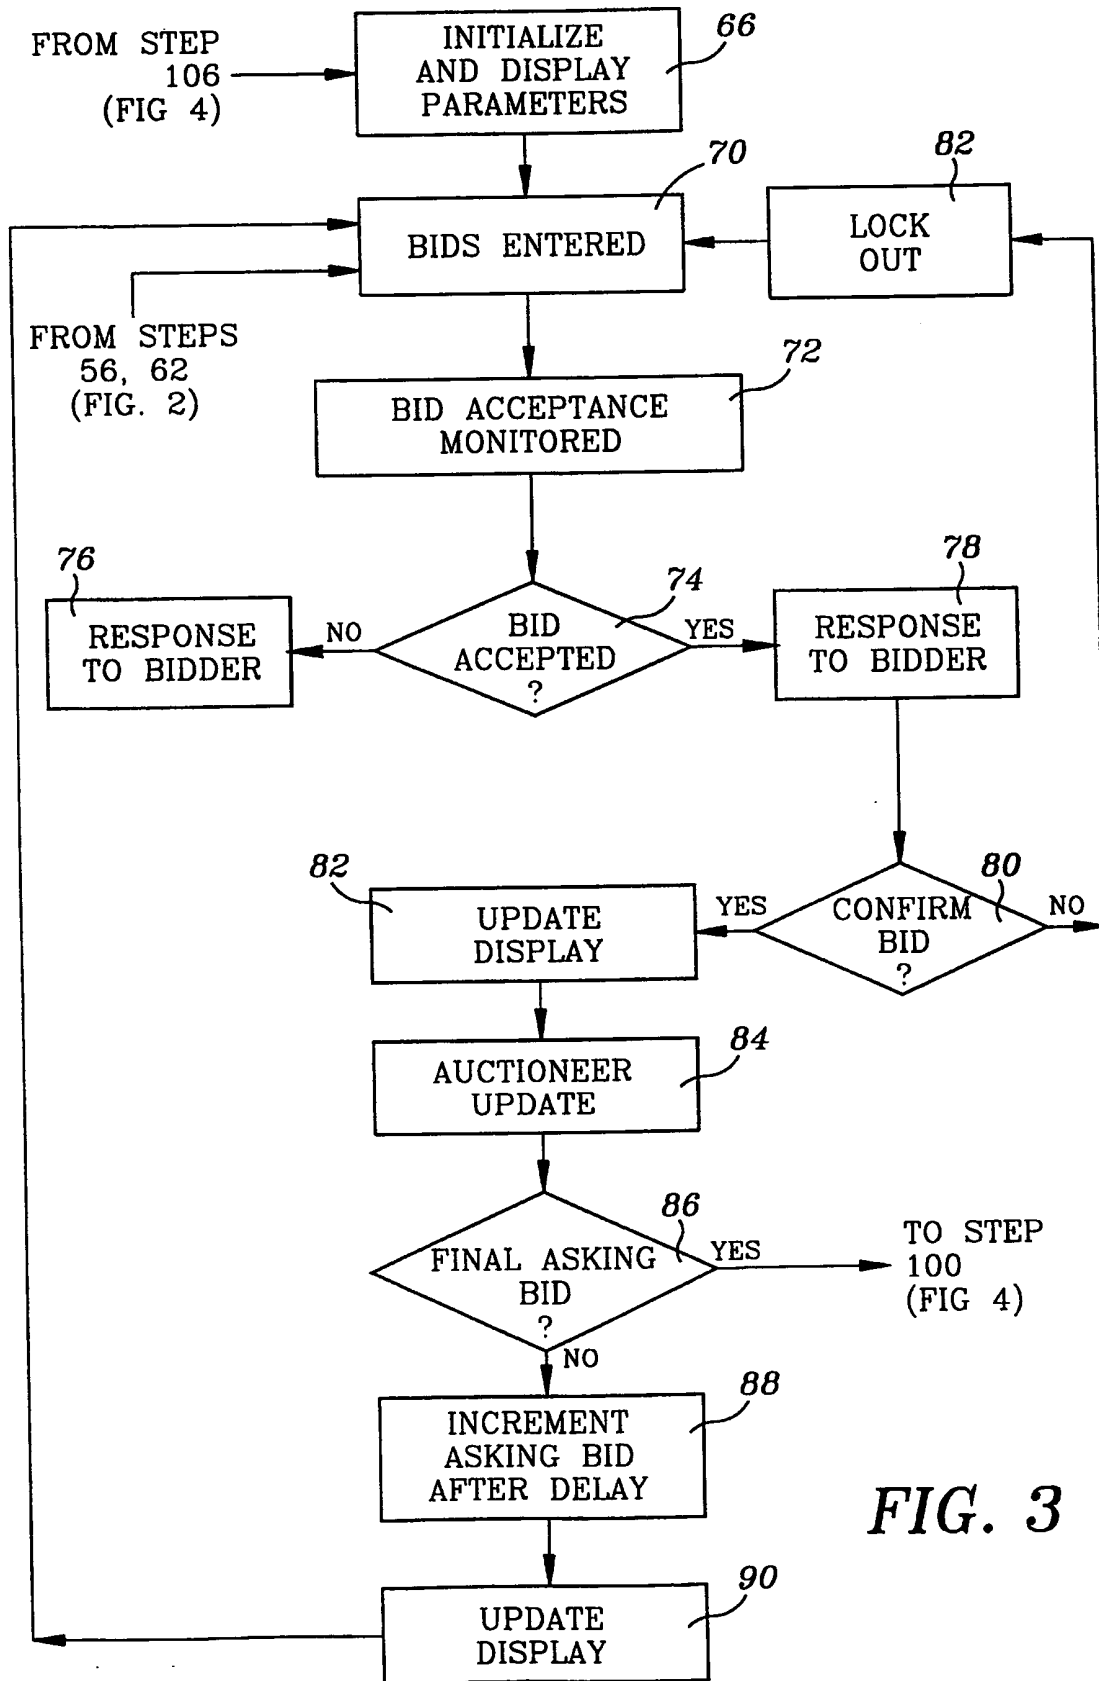 FROM STEP
106
(FIG 4)
INITIALIZE
AND DISPLAY
PARAMETERS
66
70
BIDS ENTERED
82
LOCK
OUT
FROM STEPS
56, 62
(FIG. 2)
72
BID ACCEPTANCE
MONITORED
76
RESPONSE
TO BIDDER
NO
74
BID
ACCEPTED
?
YES
78
RESPONSE
TO BIDDER
82
UPDATE
DISPLAY
YES
80
CONFIRM
BID
?
NO
84
AUCTIONEER
UPDATE
86
FINAL ASKING
BID
?
YES
TO STEP
100
(FIG 4)
NO
88
INCREMENT
ASKING BID
AFTER DELAY
FIG. 3
90
UPDATE
DISPLAY